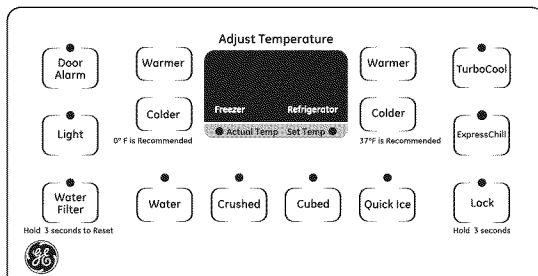 Adjust Temperature
Door
Alarm
Warmer
Warmer
TurboCool
Light
Colder
Freezer
Refrigerator
Colder
ExpressChill
0° F is Recommended
Actual Temp
Set Temp
37°F is Recommended
Water
Filter
Water
Crushed
Cubed
Quick Ice
Lock
Hold 3 seconds to Reset
Hold 3 seconds
GE